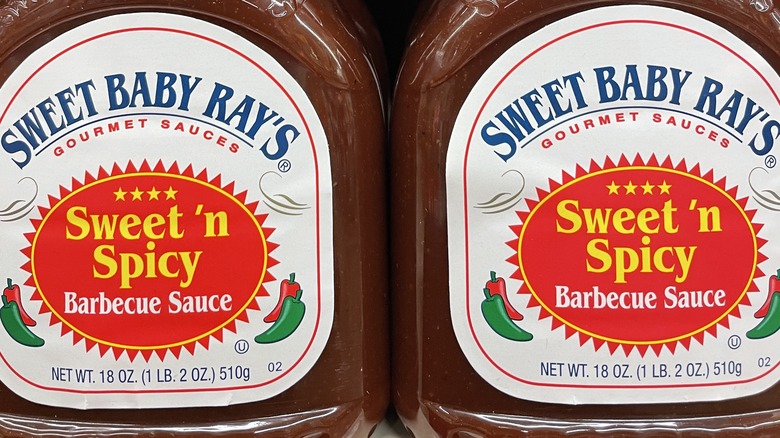 SWEET BABY RAY'S®
GOURMET SAUCES
Sweet 'n
Spicy
Barbecue Sauce
U
NET WT. 18 OZ. (1 LB. 2 OZ.) 510g
02
SWEET BABY RAY'S®
GOURMET SAUCES
Sweet 'n
Spicy
Barbecue Sauce
U
NET WT. 18 OZ. (1 LB. 2 OZ.) 510g
02